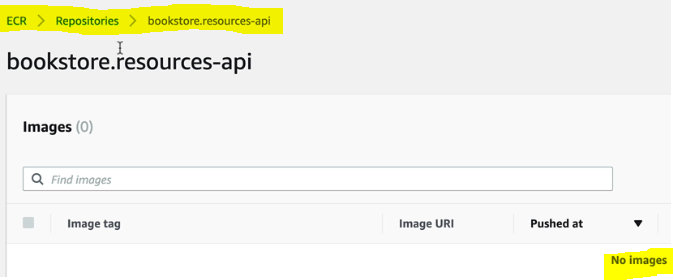 ECR > Repositories > bookstore.resources-api
bookstore.resources-api
Images (0)
Find images
Image tag Image URI Pushed at
No images